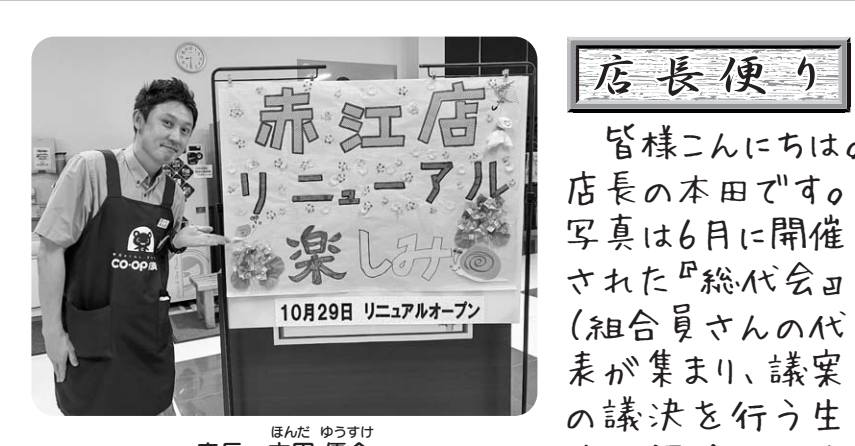 赤江店
リニューアル
楽しみ
10月29日 リニューアルオープン
CO-OP
ほんだ ゆうすけ
店長便り
皆様こんにちは。
店長の本田です。
写真は6月に開催
された『総代会』
(組合員さんの代
表が集まり、議案
の議決を行う生